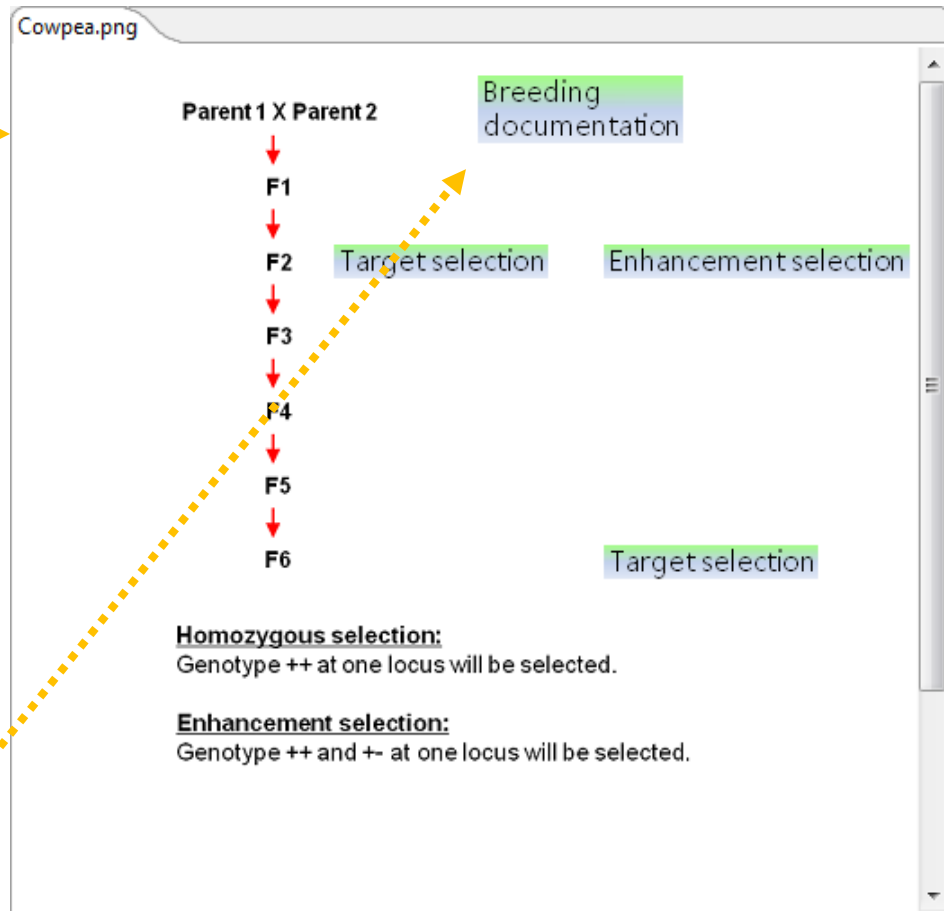 Cowpea.png
Parent 1 X Parent 2
Breeding
documentation
F1
F2
Target selection
Enhancement selection
F3
F4
F5
F6
Target selection
Homozygous selection:
Genotype ++ at one locus will be selected.
Enhancement selection:
Genotype ++ and +- at one locus will be selected.